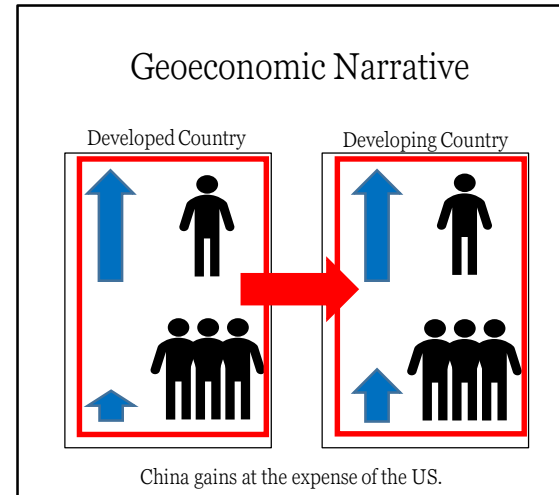 Geoeconomic Narrative
Developed Country
Developing Country
China gains at the expense of the US.